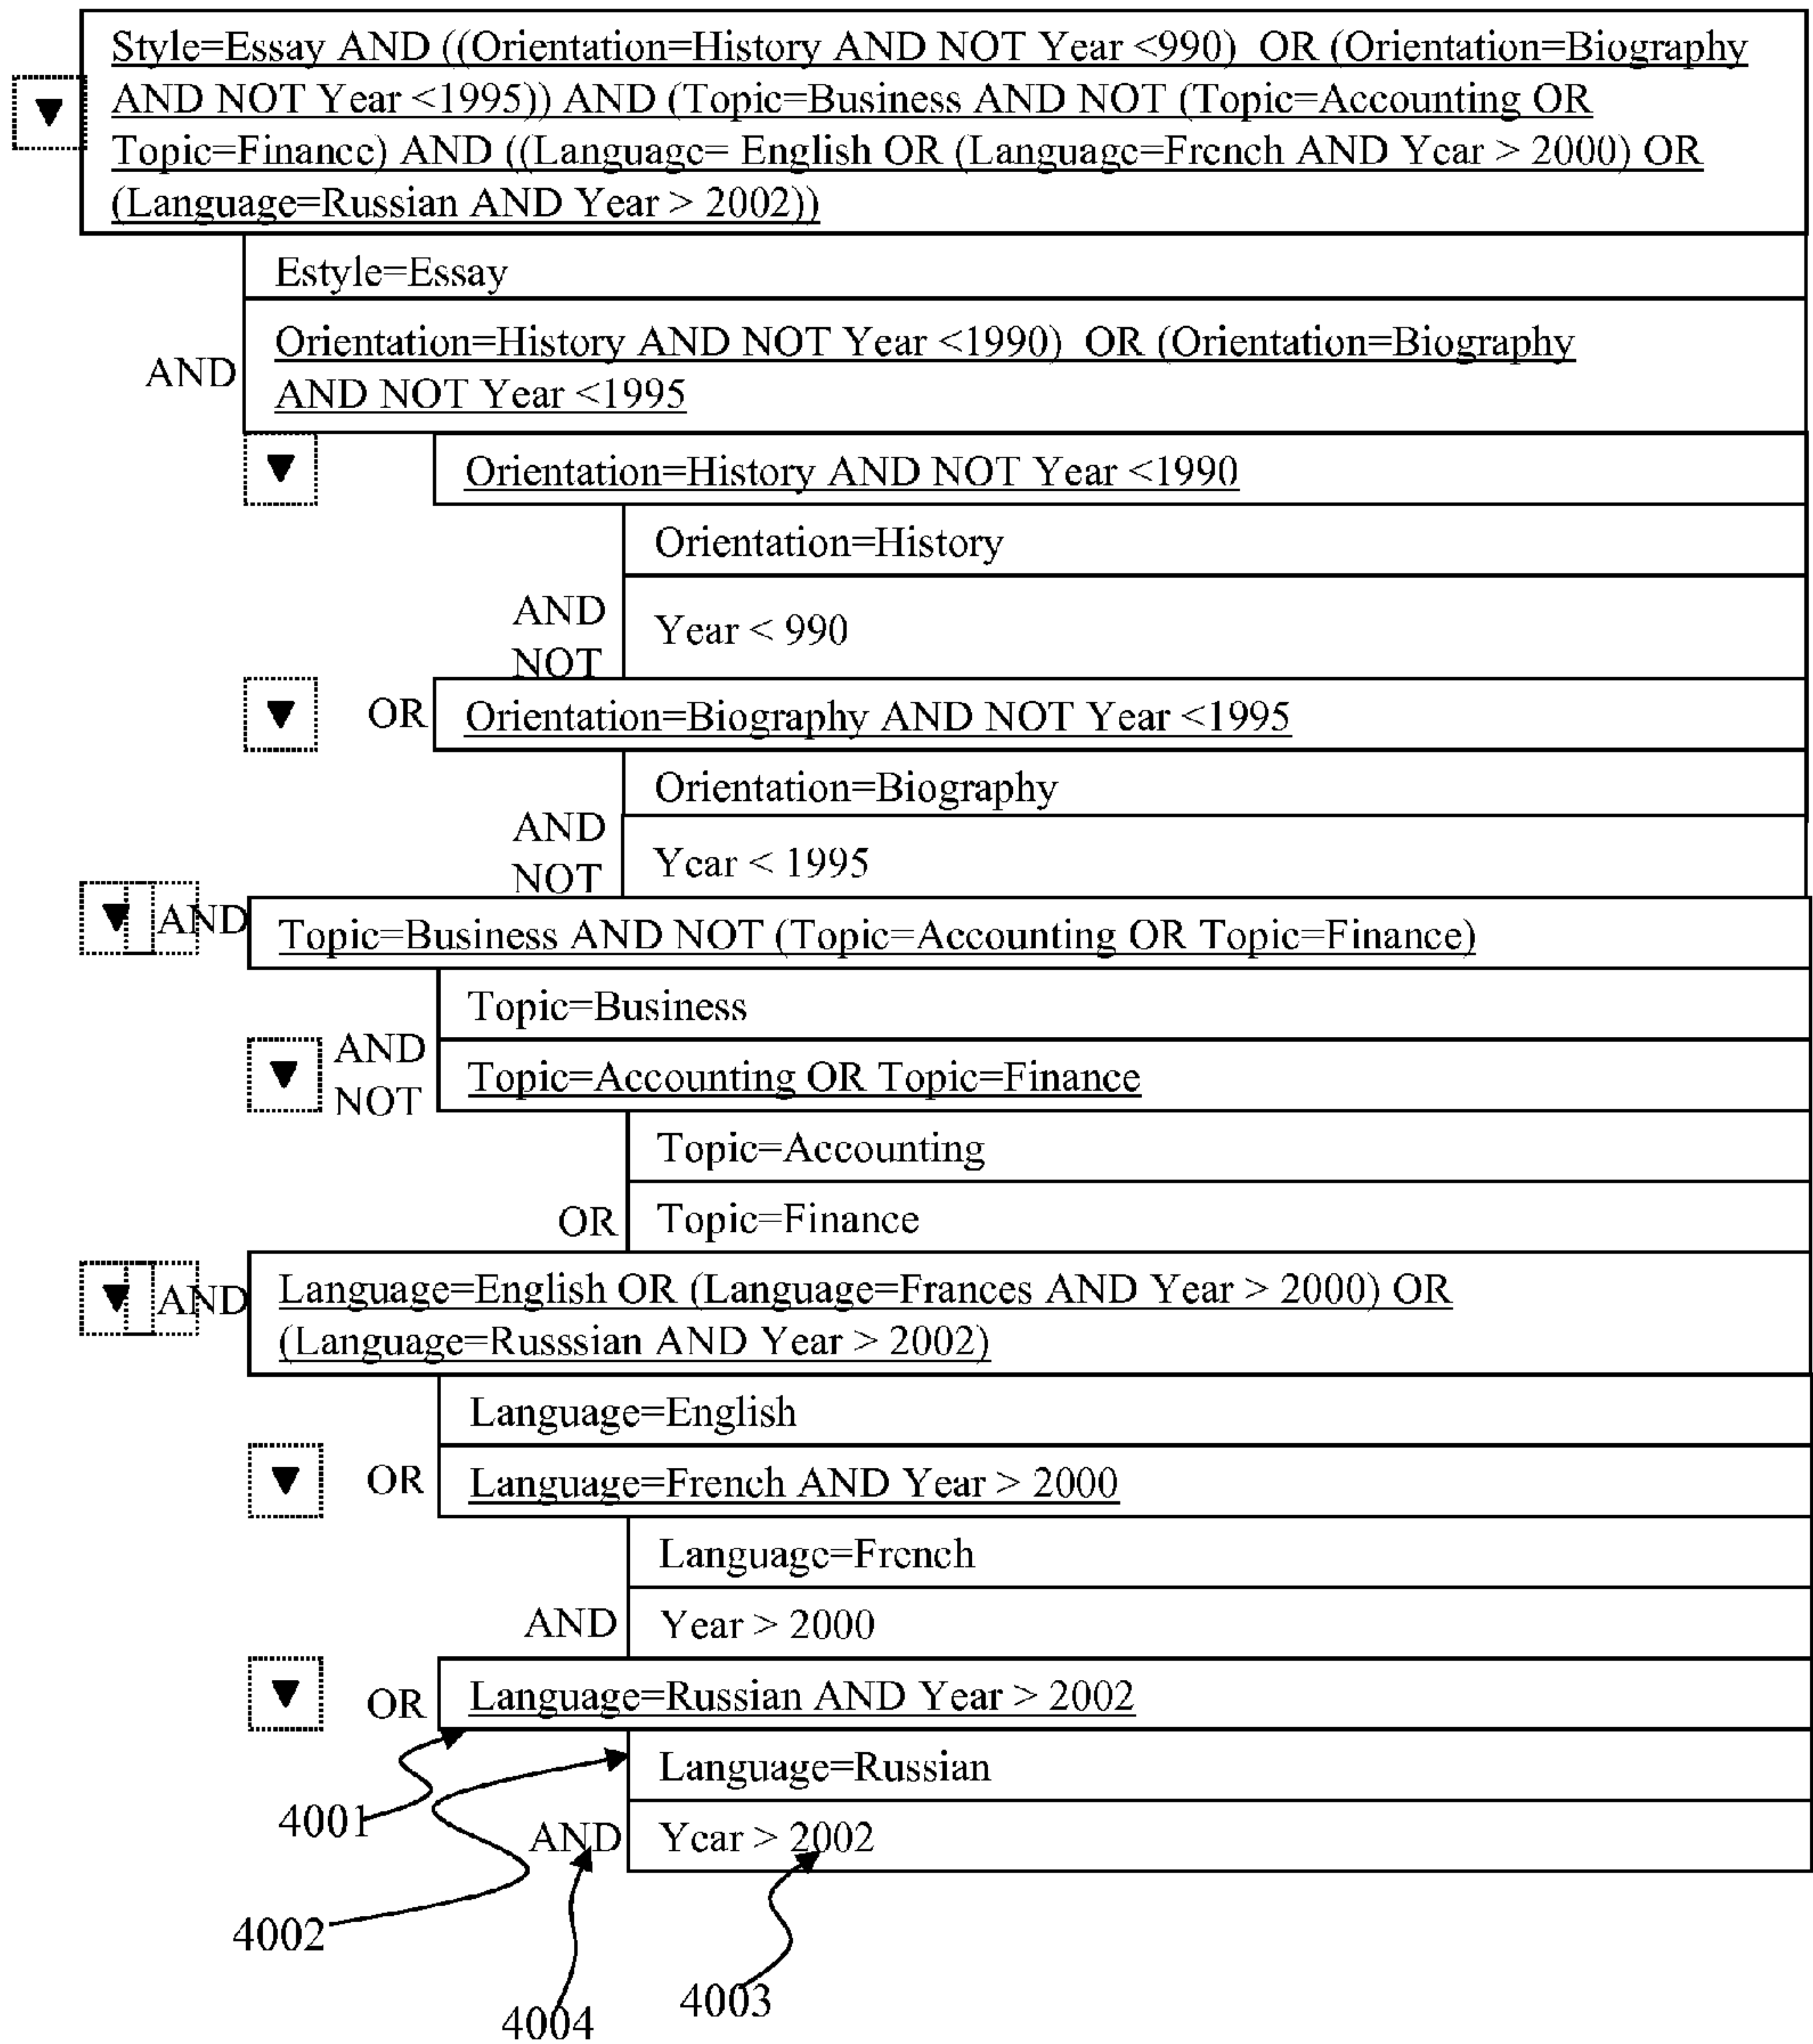 Style=Essay AND ((Orientation=History AND NOT Year <990)  OR (Orientation=Biography
AND NOT Year <1995)) AND (Topic=Business AND NOT (Topic=Accounting OR
Topic=Finance) AND ((Language= English OR (Language=French AND Year > 2000) OR
(Language=Russian AND Year > 2002))
Estyle=Essay
AND
Orientation=History AND NOT Year <1990)  OR (Orientation=Biography
AND NOT Year <1995
Orientation=History AND NOT Year <1990
Orientation=History
AND
NOT
Year < 990
OR
Orientation=Biography AND NOT Year <1995
Orientation=Biography
AND
NOT
Year < 1995
AND
Topic=Business AND NOT (Topic=Accounting OR Topic=Finance)
Topic=Business
AND
NOT
Topic=Accounting OR Topic=Finance
Topic=Accounting
OR
Topic=Finance
AND
Language=English OR (Language=Frances AND Year > 2000) OR
(Language=Russsian AND Year > 2002)
Language=English
OR
Language=French AND Year > 2000
Language=French
AND
Year > 2000
OR
Language=Russian AND Year > 2002
Language=Russian
4001
AND
Year > 2002
4002
4003
4004